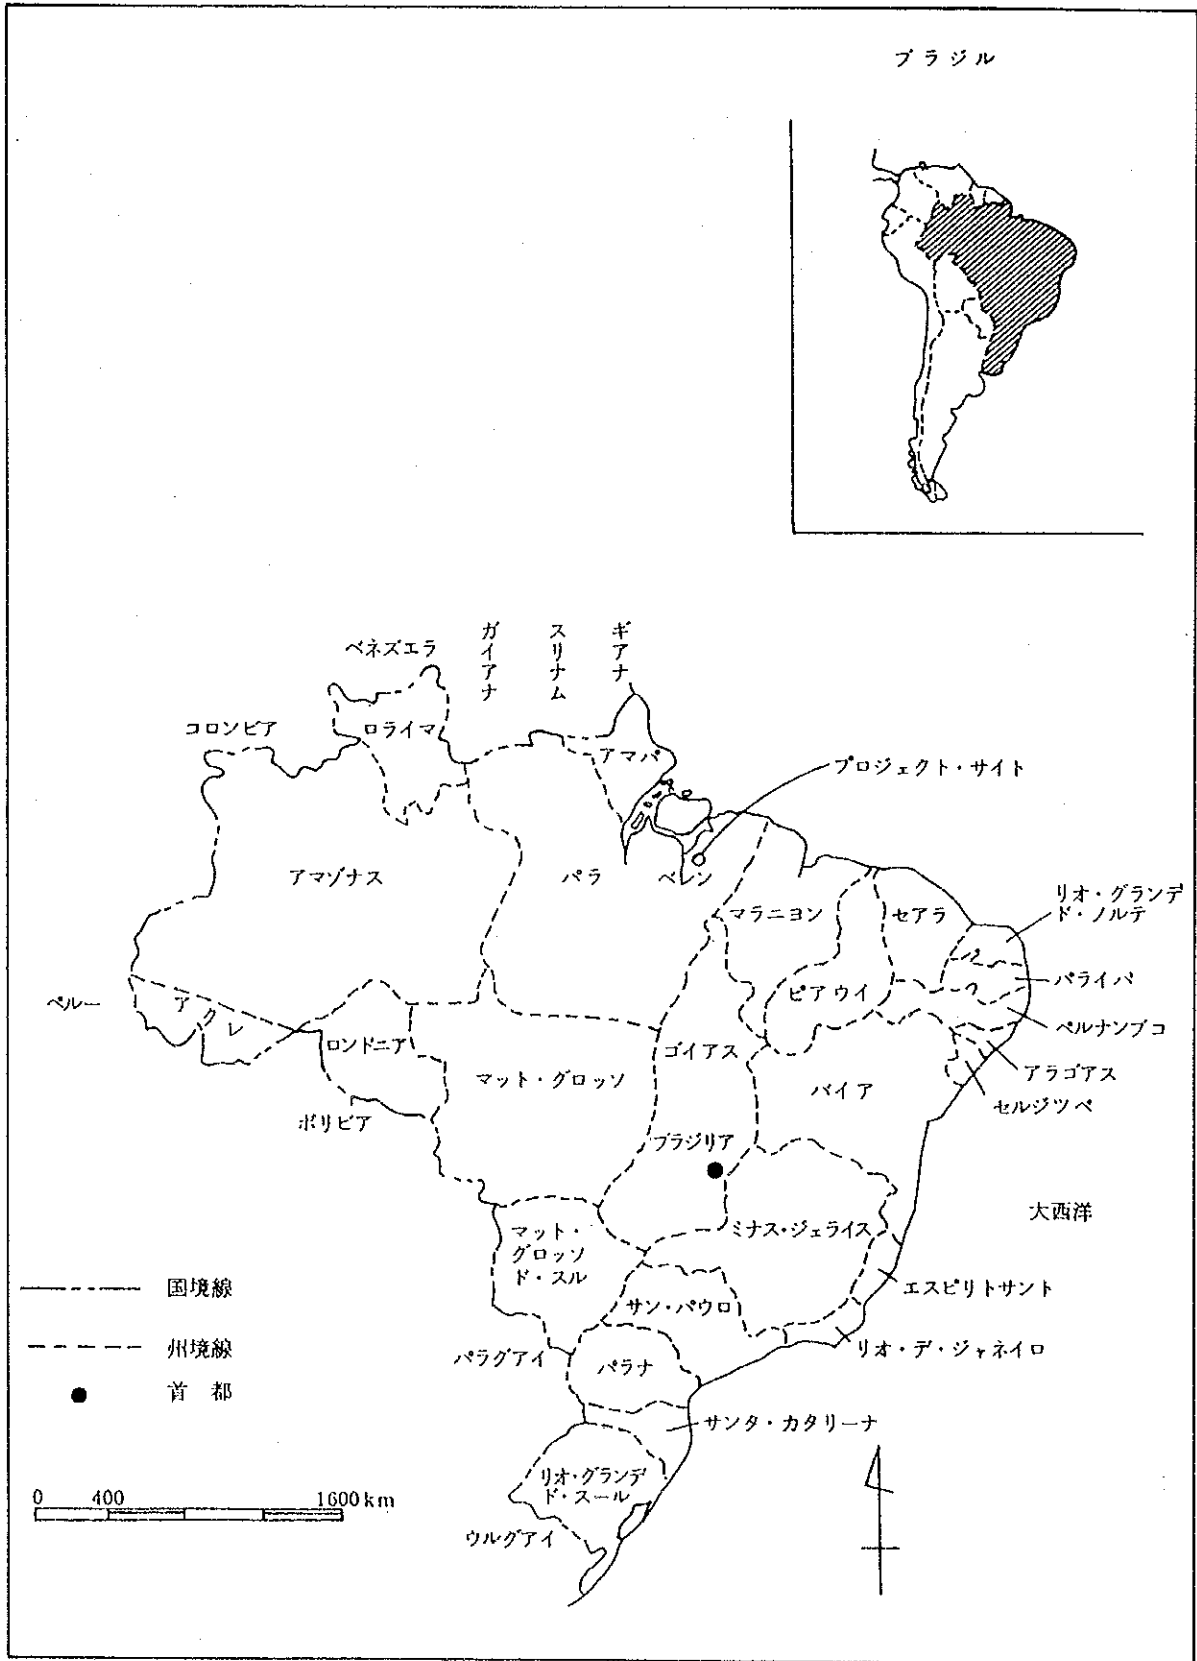 ブラジル
ベネズエラ
ガイアナ
スリナム
ギアナ
コロンビア
ロライマ
アマパ
プロジェクト・サイト
アマゾナス
パラ
ベレン
マラニヨン
セアラ
リオ・グランデ
ド・ノルテ
パライバ
ペルー
アクレ
ピアウイ
ペルナンブコ
ロンドニア
ゴイアス
マット・グロッソ
バイア
アラゴアス
セルジツペ
ボリビア
ブラジリア
大西洋
マット・
グロッソ
ド・スル
ミナス・ジェライス
国境線
エスピリトサント
サン・パウロ
州境線
パラグアイ
リオ・デ・ジャネイロ
パラナ
首 都
サンタ・カタリーナ
リオ・グランデ
ド・スール
0 400 1600km
ウルグアイ